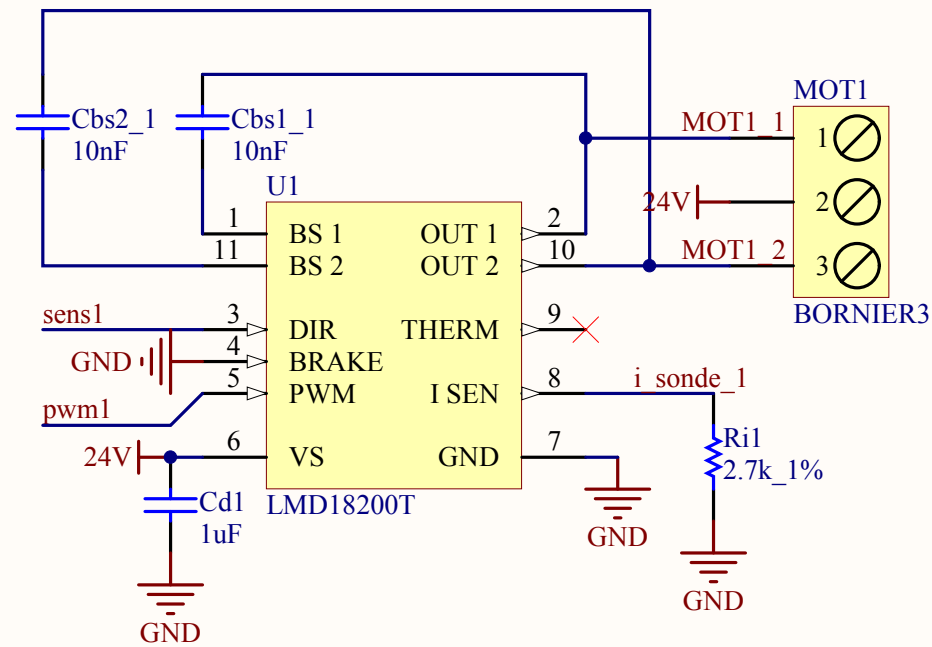 MOT1
Cbs2_1
10nF
Cbs1_1
10nF
MOT1_1
1
24V
2
MOT1_2
3
BORNIER3
U1
1
BS 1
OUT 1
2
11
BS 2
OUT 2
10
sens1
3
DIR
THERM
9
GND
4
BRAKE
pwm1
5
PWM
I SEN
8
i_sonde_1
24V
6
VS
GND
7
Ri1
2.7k_1%
Cd1
1uF
LMD18200T
GND
GND
GND